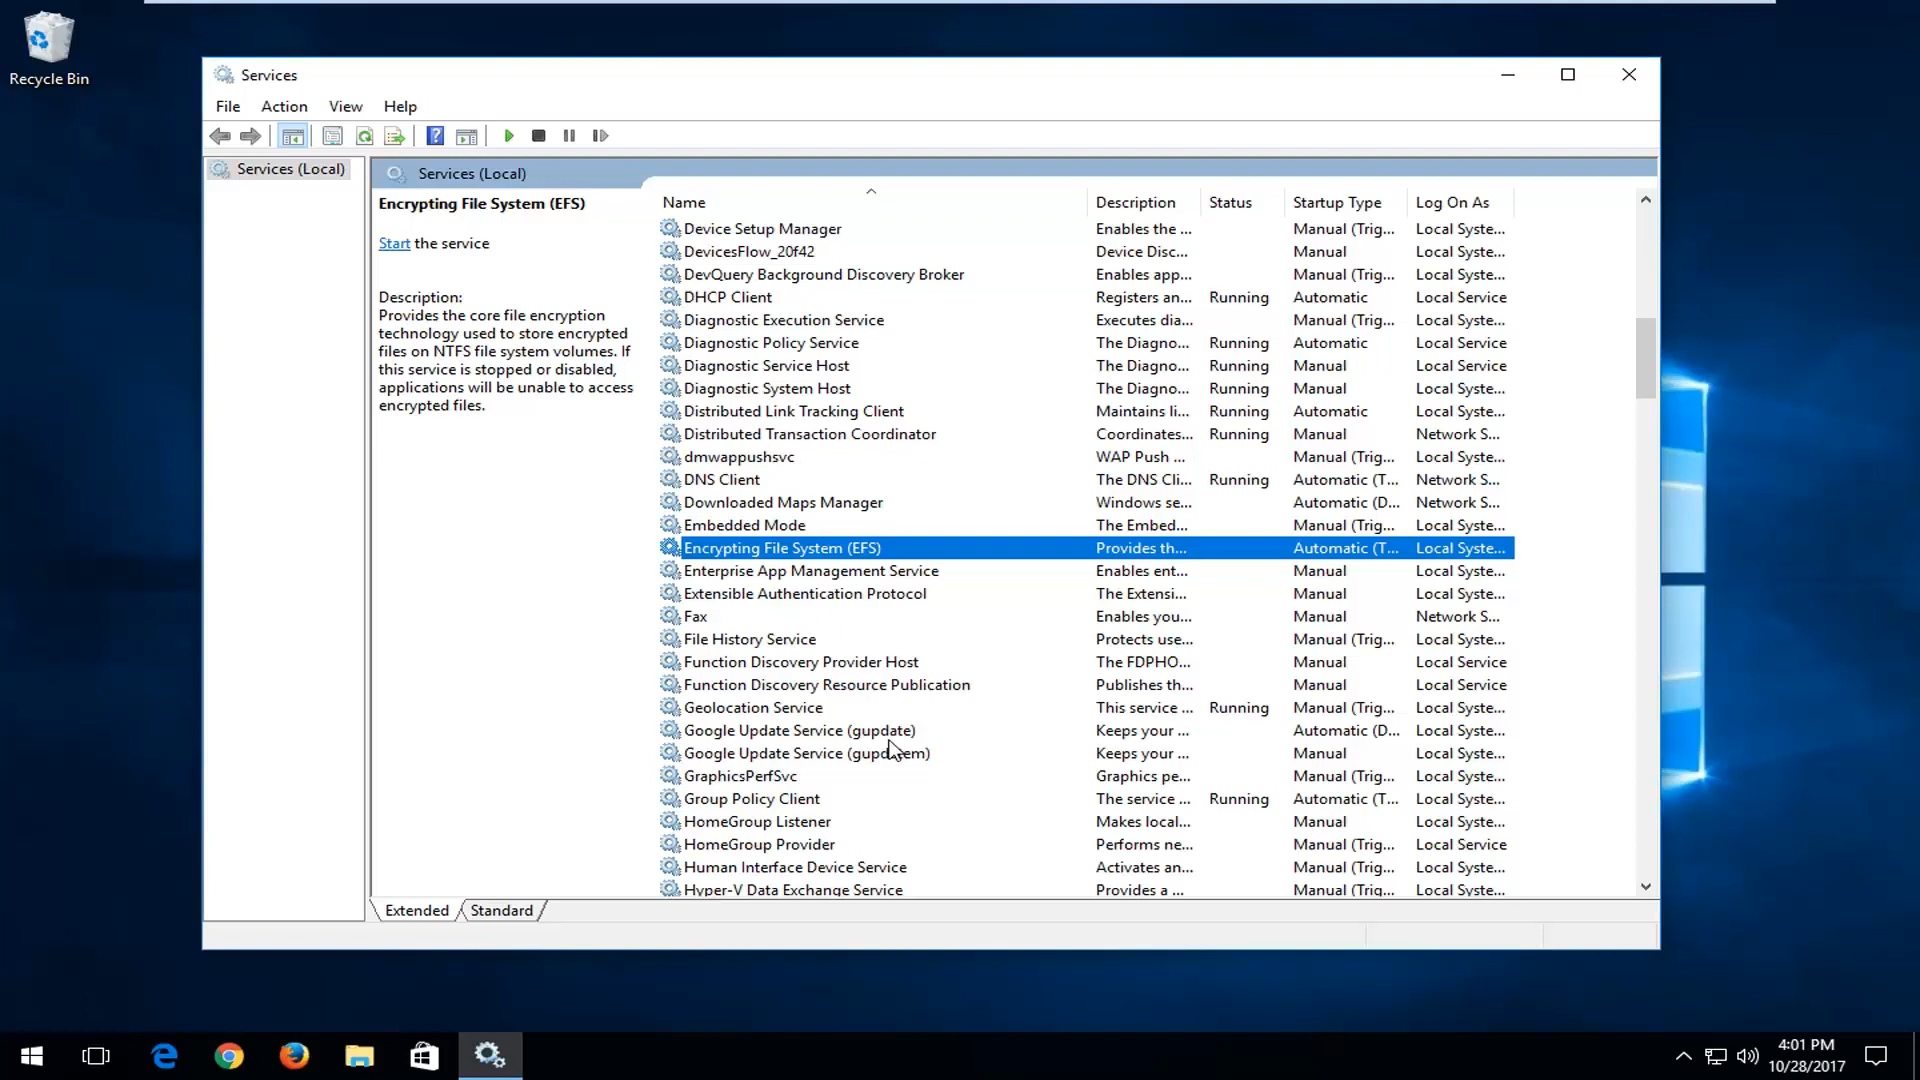 Recycle Bin
Services
File Action View Help
Services (Local)
Services (Local)
Encrypting File System (EFS)
Start the service
Description:
Provides the core file encryption
technology used to store encrypted
files on NTFS file system volumes. If
this service is stopped or disabled,
applications will be unable to access
encrypted files.
Name Description Status Startup Type Log On As
Device Setup Manager Enables the ... Manual (Trig... Local Syste...
DevicesFlow_20f42 Device Disc... Manual Local Syste...
DevQuery Background Discovery Broker Enables app... Manual (Trig... Local Syste...
DHCP Client Registers an... Running Automatic Local Service
Diagnostic Execution Service Executes dia... Manual (Trig... Local Syste...
Diagnostic Policy Service The Diagno... Running Automatic Local Service
Diagnostic Service Host The Diagno... Running Manual Local Service
Diagnostic System Host The Diagno... Running Manual Local Syste...
Distributed Link Tracking Client Maintains li... Running Automatic Local Syste...
Distributed Transaction Coordinator Coordinates... Running Manual Network S...
dmwappushsvc WAP Push ... Manual (Trig... Local Syste...
DNS Client The DNS Cli... Running Automatic (T... Network S...
Downloaded Maps Manager Windows se... Automatic (D... Network S...
Embedded Mode The Embed... Manual (Trig... Local Syste...
Encrypting File System (EFS) Provides th... Automatic (T... Local Syste...
Enterprise App Management Service Enables ent... Manual Local Syste...
Extensible Authentication Protocol The Extensi... Manual Local Syste...
Fax Enables you... Manual Network S...
File History Service Protects use... Manual (Trig... Local Syste...
Function Discovery Provider Host The FDPHO... Manual Local Service
Function Discovery Resource Publication Publishes th... Manual Local Service
Geolocation Service This service ... Running Manual (Trig... Local Syste...
Google Update Service (gupdate) Keeps your ... Automatic (D... Local Syste...
Google Update Service Keeps your ... Manual Local Syste...
GraphicsPerfSvc Graphics pe... Manual (Trig... Local Syste...
Group Policy Client The service ... Running Automatic (T... Local Syste...
HomeGroup Listener Makes local... Manual Local Syste...
HomeGroup Provider Performs ne... Manual (Trig... Local Service
Human Interface Device Service Activates an... Manual (Trig... Local Syste...
Hyper-V Data Exchange Service Provides a ... Manual (Trig... Local Syste...
Extended Standard
4:01 PM
10/28/2017